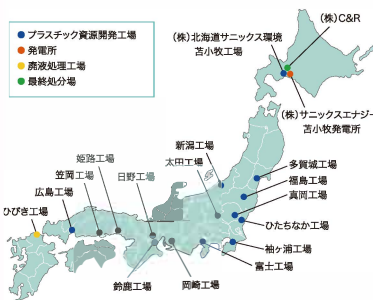 プラスチック資源開発工場
発電所
廃液処理工場
最終処分場
(株)C&R
(株)北海道サニックス環境
苫小牧工場
(株)サニックスエナジー
苫小牧発電所
新潟工場
太田工場
多賀城工場
福島工場
真岡工場
ひたちなか工場
袖ヶ浦工場
富士工場
姫路工場
笠岡工場
日野工場
広島工場
ひびき工場
鈴鹿工場
岡崎工場